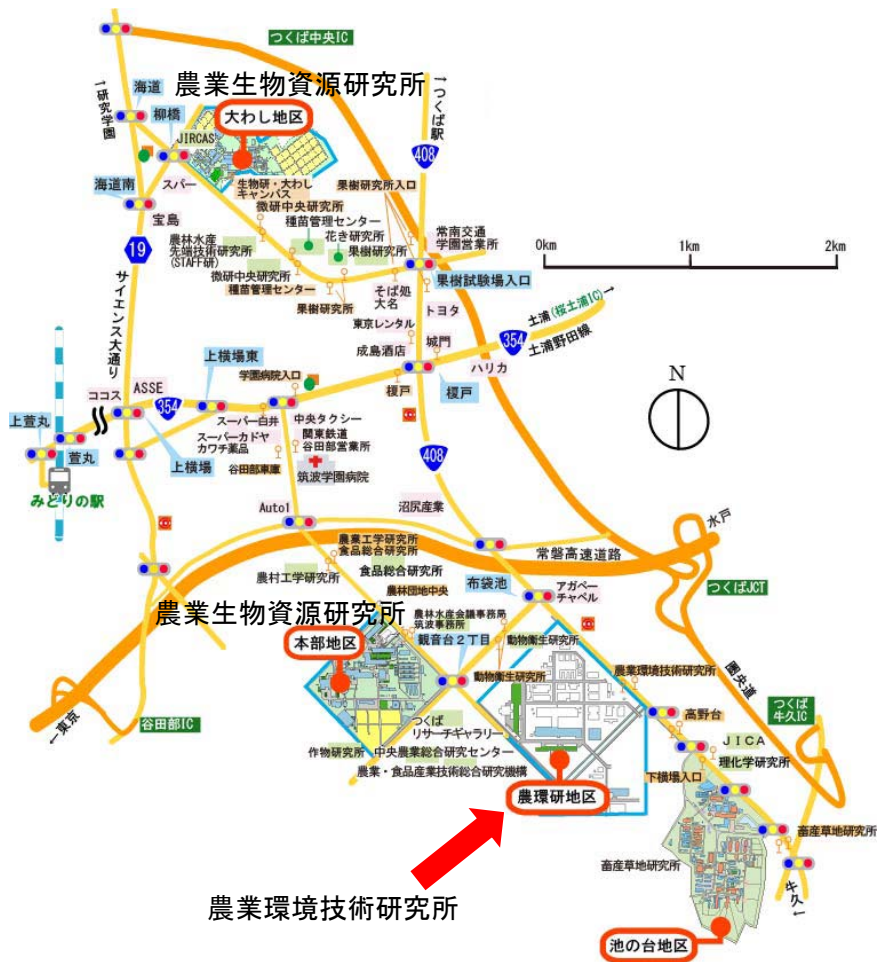 つくば中央IC
農業生物資源研究所
大わし地区
海道
↑研究学園
柳橋
JIRCAS
↑つくば駅
408
海道南
スパー
生物研・大わし
キャンパス
果樹研究所入口
宝島
微研中央研究所
種苗管理センター
花き研究所
果樹研究所
常南交通
学園営業所
0km
1km
2km
19
農林水産
先端技術研究所
(STAFF研)
微研中央研究所
種苗管理センター
果樹研究所
そば処
大名
果樹試験場入口
サイエンス大通り
東京レンタル
トヨタ
土浦(桜土浦IC)→
土浦野田線
354
成島酒店
城門
ハリカ
N
上横場東
学園病院入口
榎戸
榎戸
ココス
ASSE
354
上萱丸
萱丸
上横場
スーパー白井
スーパーカドヤ
カワチ薬品
谷田部車庫
中央タクシー
関東鉄道
谷田部営業所
筑波学園病院
408
みどりの駅
Auto1
沼尻産業
水戸
農業工学研究所
食品総合研究所
農村工学研究所
食品総合研究所
常磐高速道路
農林団地中央
布袋池
アガペー
チャペル
つくばJCT
農業生物資源研究所
本部地区
農林水産会議事務局
筑波事務所
観音台2丁目
動物衛生研究所
動物衛生研究所
農業環境技術研究所
圏央道
つくば
牛久IC
←東京
谷田部IC
つくば
リサーチギャラリー
高野台
JICA
理化学研究所
作物研究所
中央農業総合研究センター
農業・食品産業技術総合研究機構
農環研地区
下横場入口
畜産草地研究所
畜産草地研究所
牛久↓
農業環境技術研究所
池の台地区